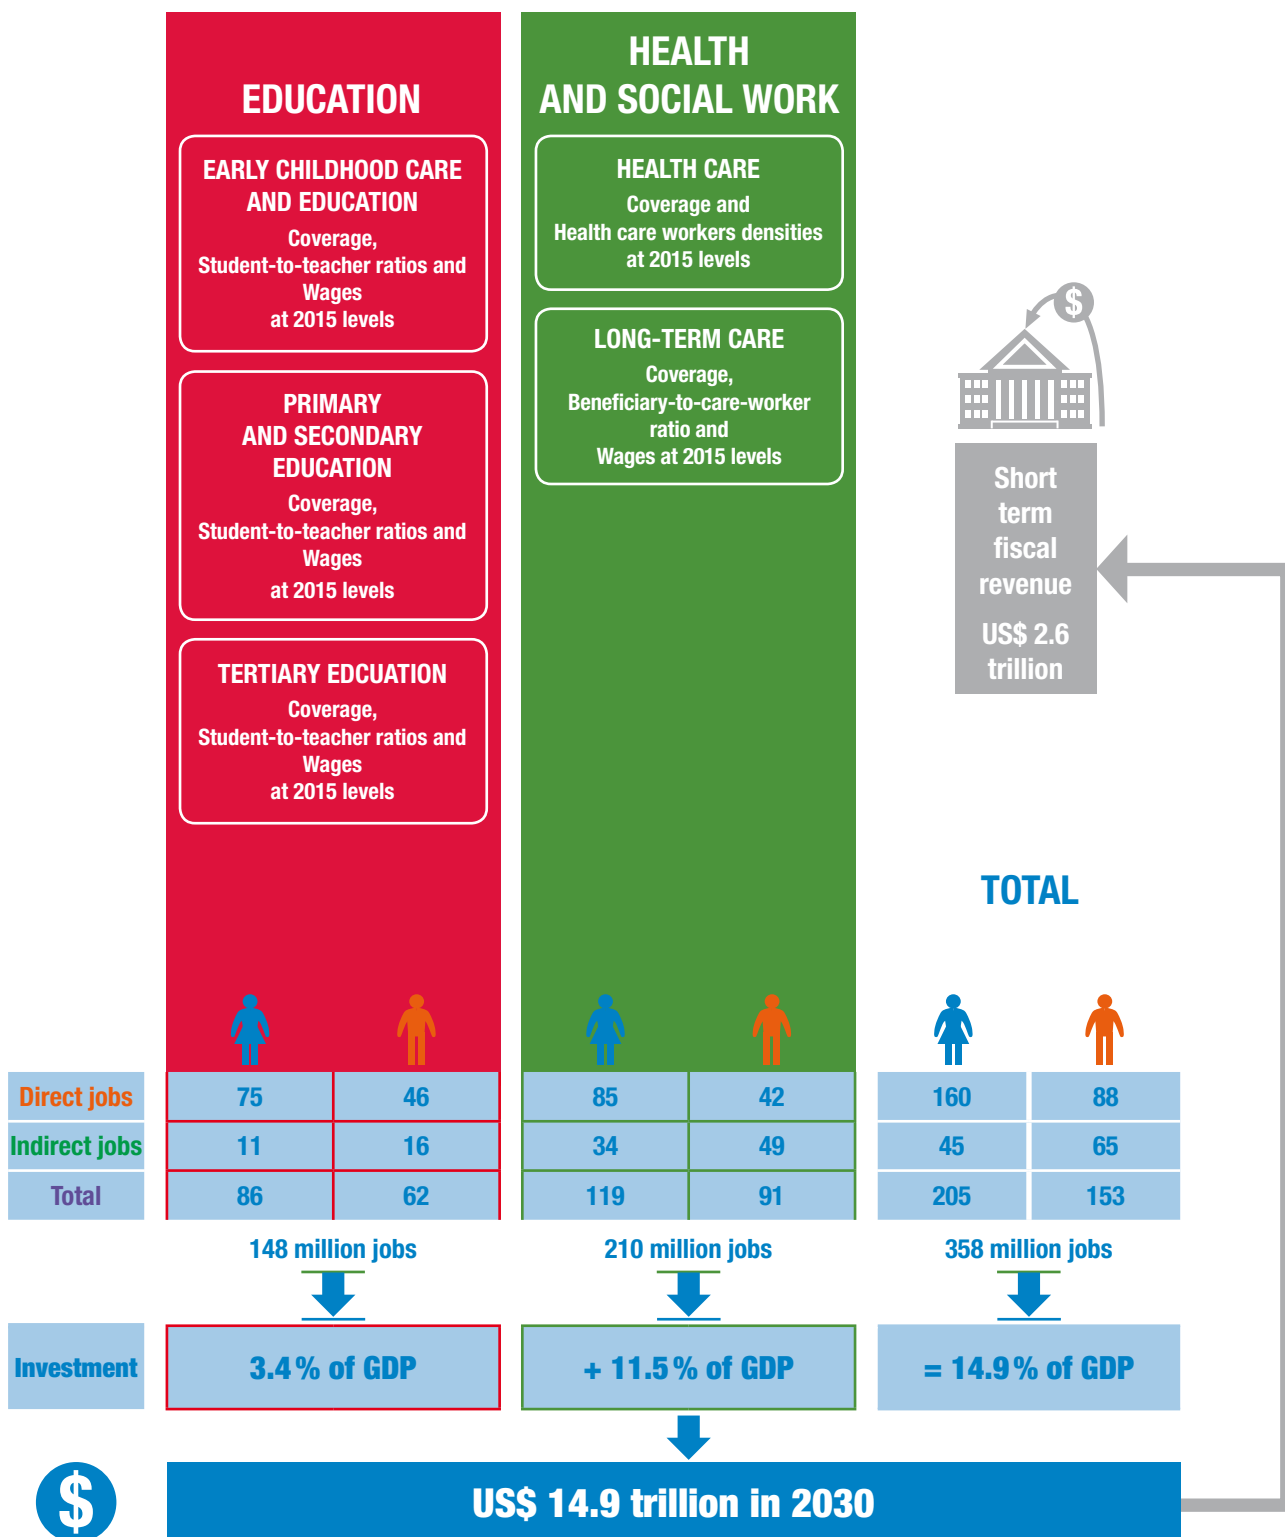 EDUCATION
EARLY CHILDHOOD CARE
AND EDUCATION
Coverage,
Student-to-teacher ratios and
Wages
at 2015 levels
PRIMARY
AND SECONDARY
EDUCATION
Coverage,
Student-to-teacher ratios and
Wages
at 2015 levels
TERTIARY EDCUATION
Coverage,
Student-to-teacher ratios and
Wages
at 2015 levels
HEALTH
AND SOCIAL WORK
HEALTH CARE
Coverage and
Health care workers densities
at 2015 levels
LONG-TERM CARE
Coverage,
Beneficiary-to-care-worker
ratio and
Wages at 2015 levels
$
Short
term
fiscal
revenue
US$ 2.6
trillion
TOTAL
Direct jobs 75 46 85 42 160 88
Indirect jobs 11 16 34 49 45 65
Total 86 62 119 91 205 153
148 million jobs 210 million jobs 358 million jobs
Investment 3.4 % of GDP + 11.5 % of GDP = 14.9 % of GDP
$ US$ 14.9 trillion in 2030